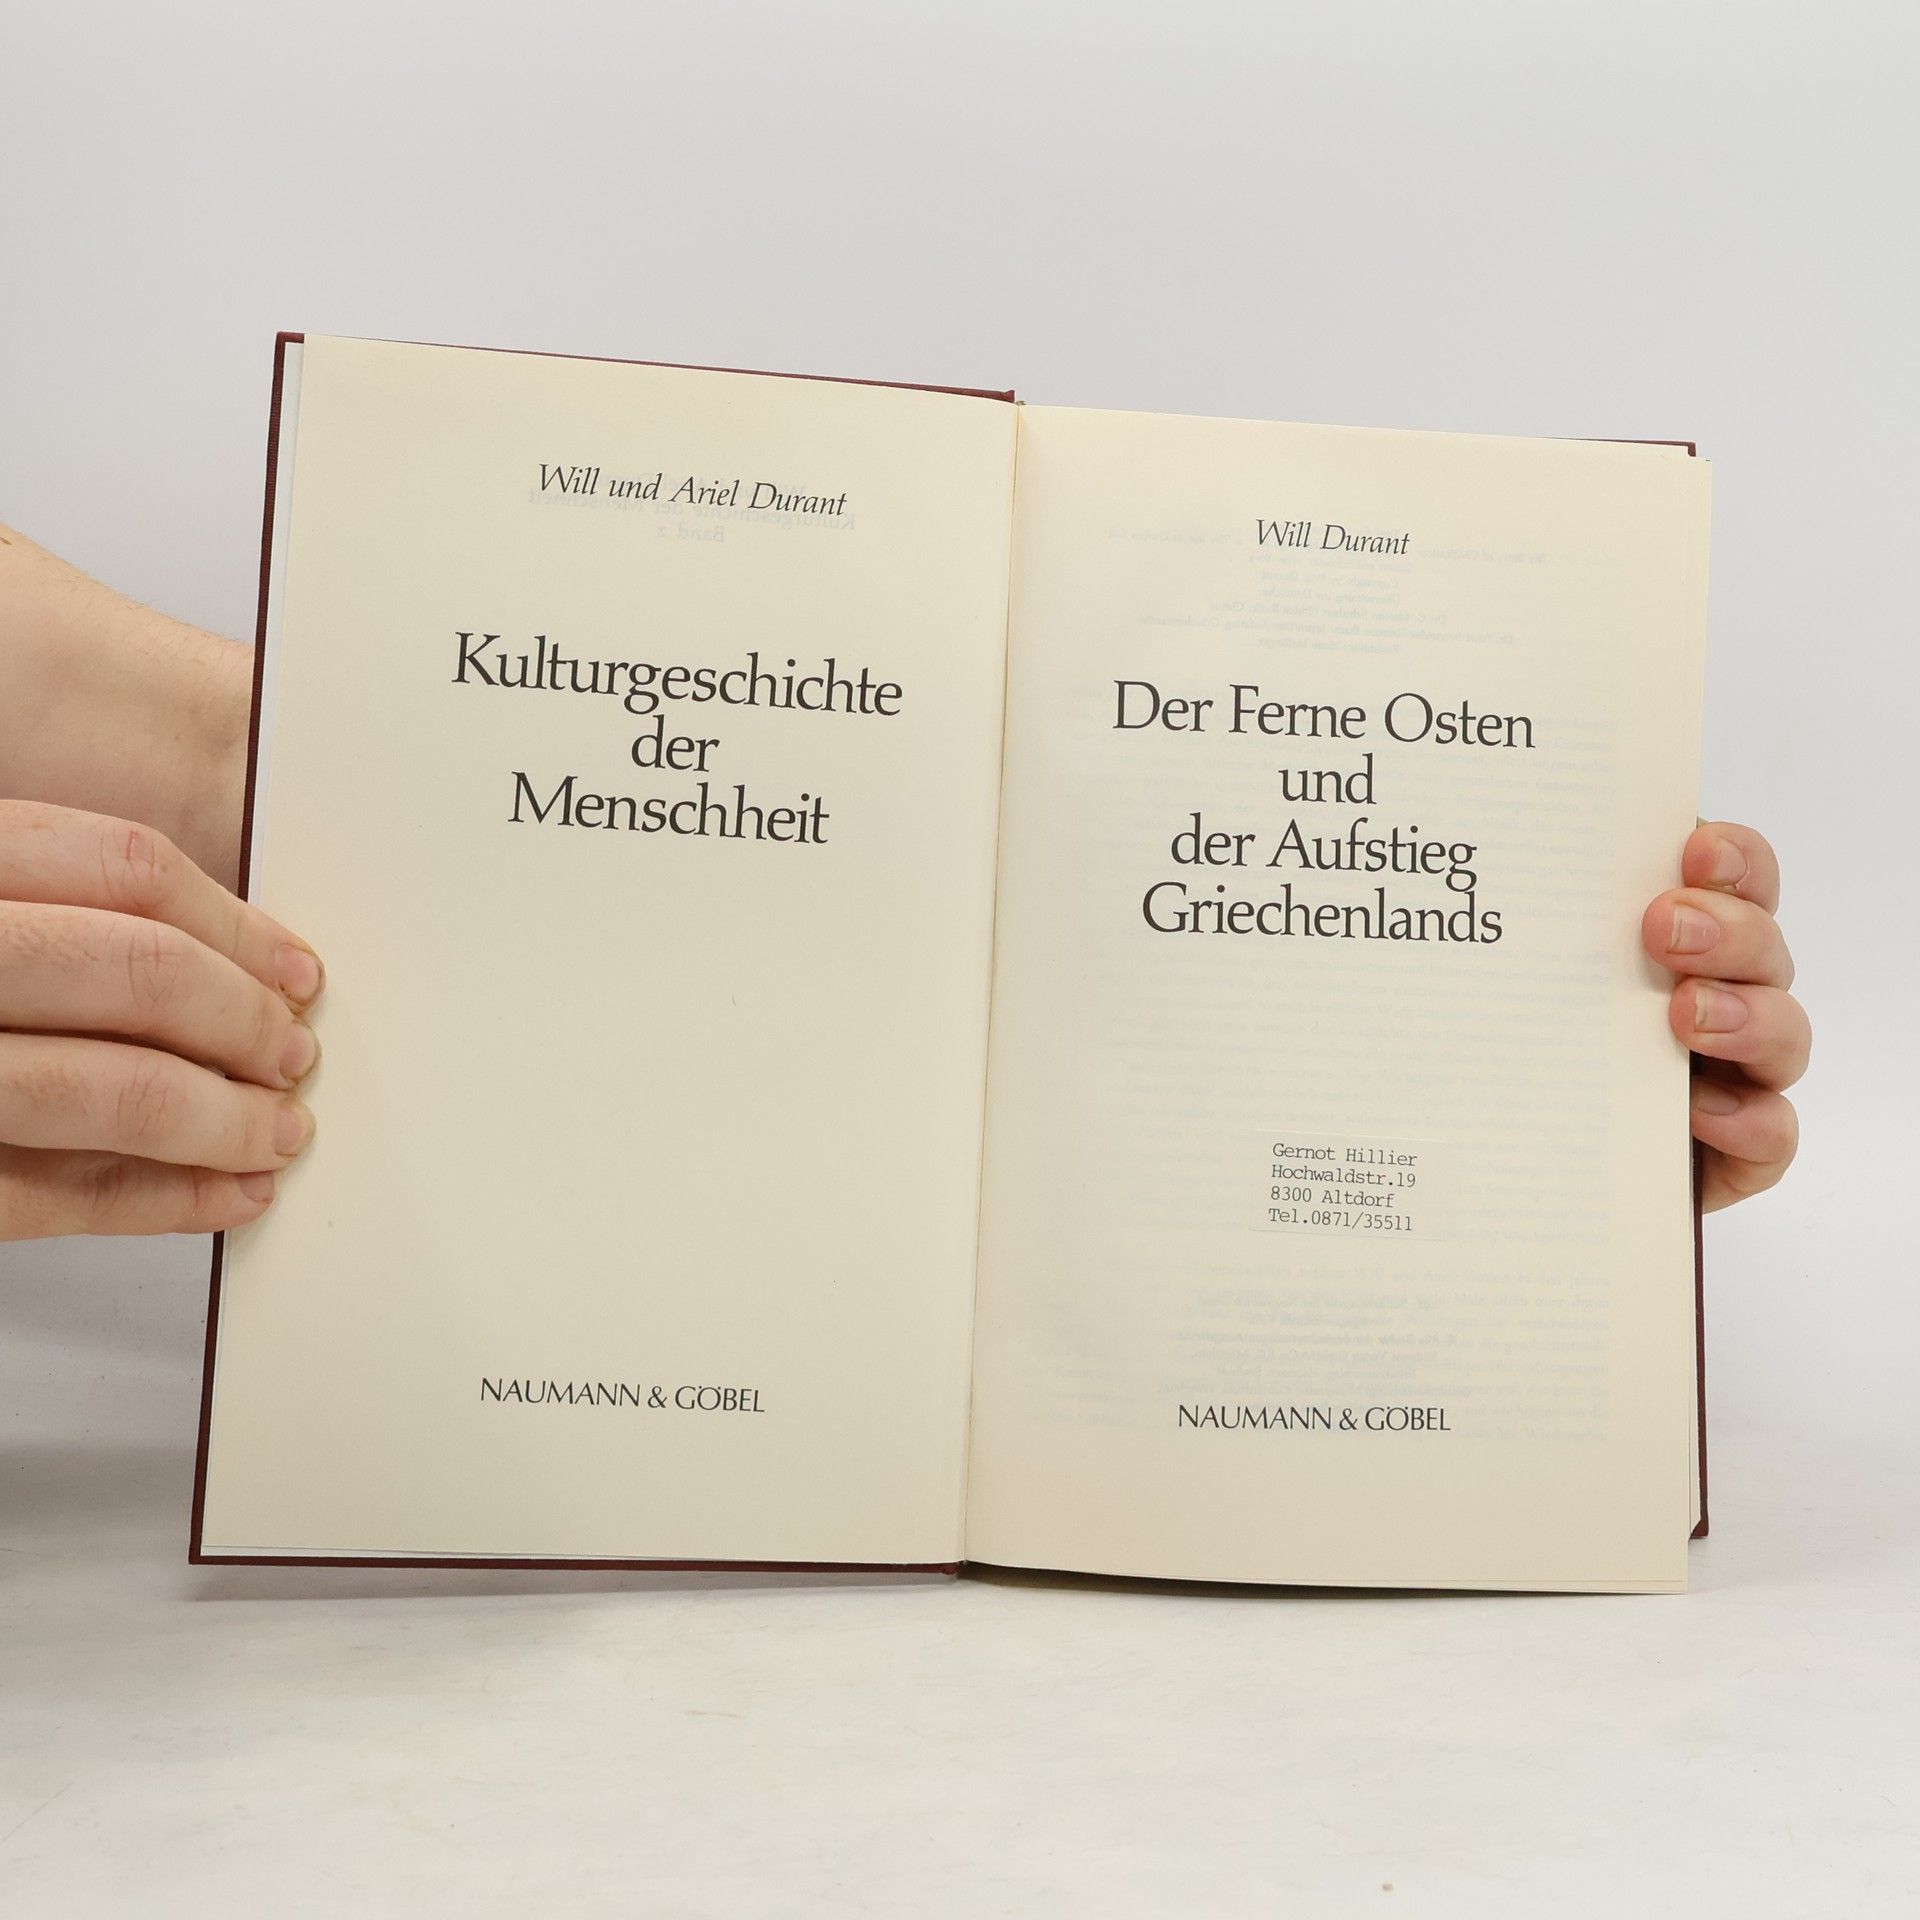 Will und Ariel Durant
Kulturgeschichte
der
Menschheit
NAUMANN & GÖBEL
Will Durant
Der Ferne Osten
und
der Aufstieg
Griechenlands
Gernot Hillier
Hochwaldstr.19
8300 Altdorf
Tel.0871/35511
NAUMANN & GÖBEL